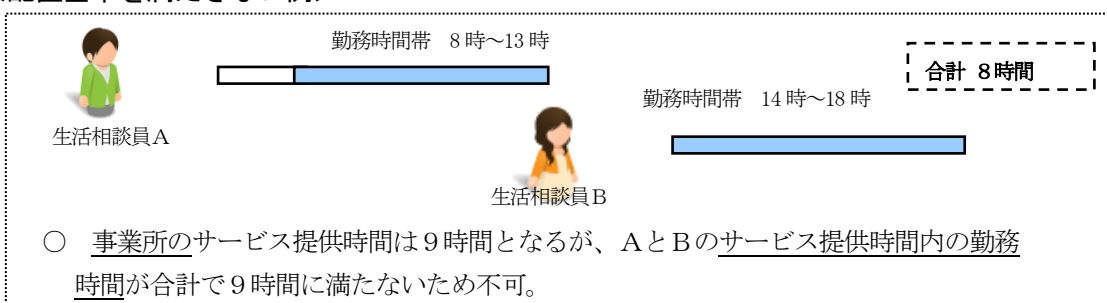 勤務時間帯 8時~13時
合計 8時間
勤務時間帯 14時~18時
生活相談員A
生活相談員B
○ 事業所のサービス提供時間は9時間となるが、AとBのサービス提供時間内の勤務
時間が合計で9時間に満たないため不可。